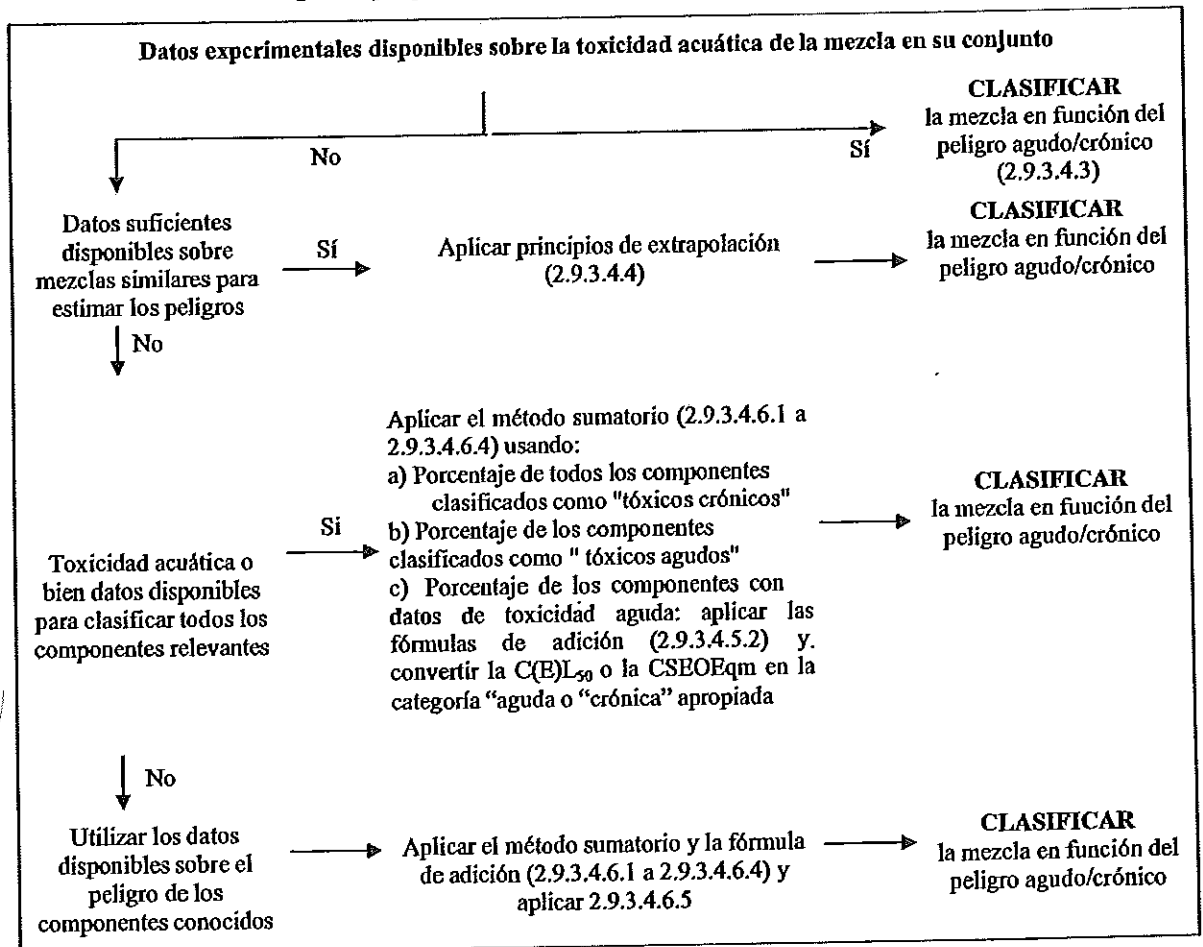 Datos experimentales disponibles sobre la toxicidad acuática de la mezcla en su conjunto
No
Sí
CLASIFICAR
la mezcla en función del
peligro agudo/crónico
(2.9.3.4.3)
Datos suficientes
disponibles sobre
mezclas similares para
estimar los peligros
Sí
Aplicar principios de extrapolación
(2.9.3.4.4)
CLASIFICAR
la mezcla en función del
peligro agudo/crónico
No
Toxicidad acuática o
bien datos disponibles
para clasificar todos los
componentes relevantes
Si
Aplicar el método sumatorio (2.9.3.4.6.1 a
2.9.3.4.6.4) usando:
a) Porcentaje de todos los componentes
clasificados como "tóxicos crónicos"
b) Porcentaje de los componentes
clasificados como " tóxicos agudos"
c) Porcentaje de los componentes con
datos de toxicidad aguda: aplicar las
fórmulas de adición (2.9.3.4.5.2) y.
convertir la C(E)L50 o la CSEOEqm en la
categoría “aguda o “crónica” apropiada
CLASIFICAR
la mezcla en fuución del
peligro agudo/crónico
No
Utilizar los datos
disponibles sobre el
peligro de los
componentes conocidos
Aplicar el método sumatorio y la fórmula
de adición (2.9.3.4.6.1 a 2.9.3.4.6.4) y
aplicar 2.9.3.4.6.5
CLASIFICAR
la mezcla en función del
peligro agudo/crónico